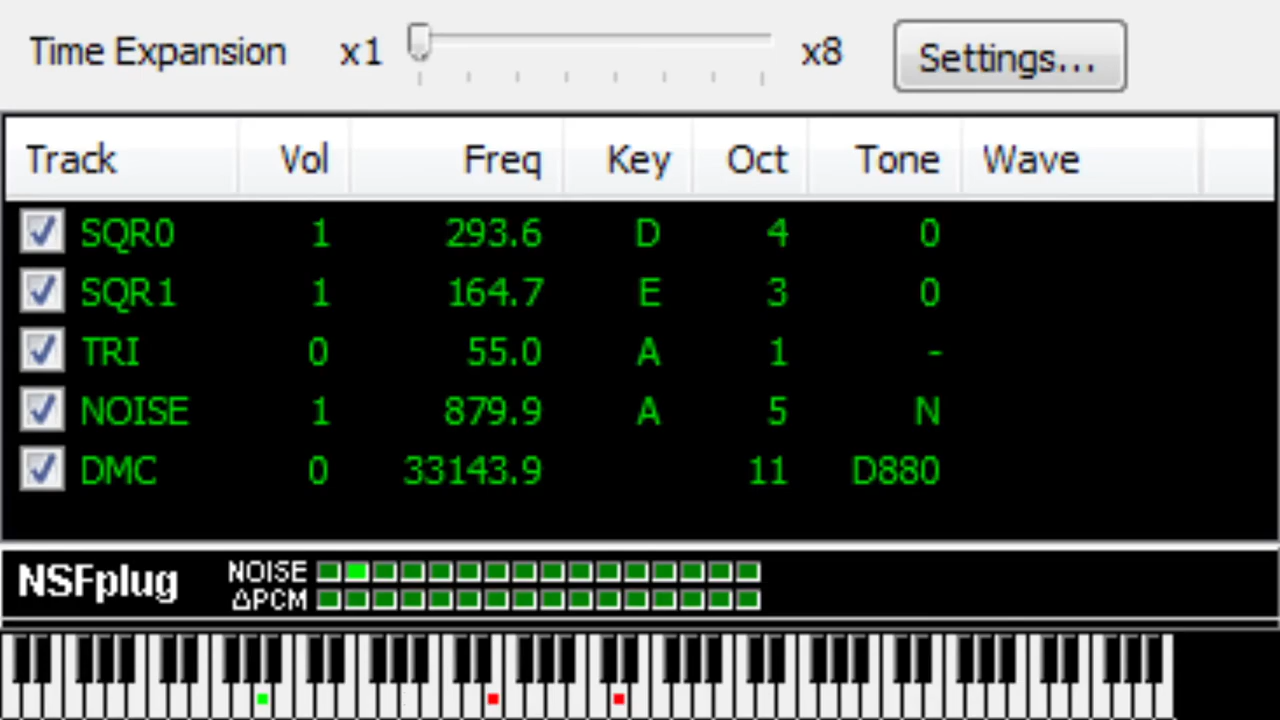 Time Expansion x1 x8 Settings...
Track Vol Freq Key Oct Tone Wave
SQR0 1 293.6 D 4 0
SQR1 1 164.7 E 3 0
TRI 0 55.0 A 1 -
NOISE 1 879.9 A 5 N
DMC 0 33143.9 11 D880
NSFplug NOISE
ΔPCM